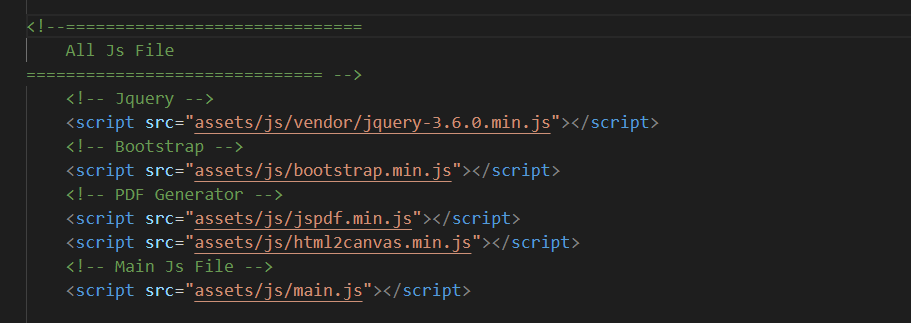 <!--==============================
All Js File
============================== -->
<!-- Jquery -->
<script src="assets/js/vendor/jquery-3.6.0.min.js"></script>
<!-- Bootstrap -->
<script src="assets/js/bootstrap.min.js"></script>
<!-- PDF Generator -->
<script src="assets/js/jspdf.min.js"></script>
<script src="assets/js/html2canvas.min.js"></script>
<!-- Main Js File -->
<script src="assets/js/main.js"></script>